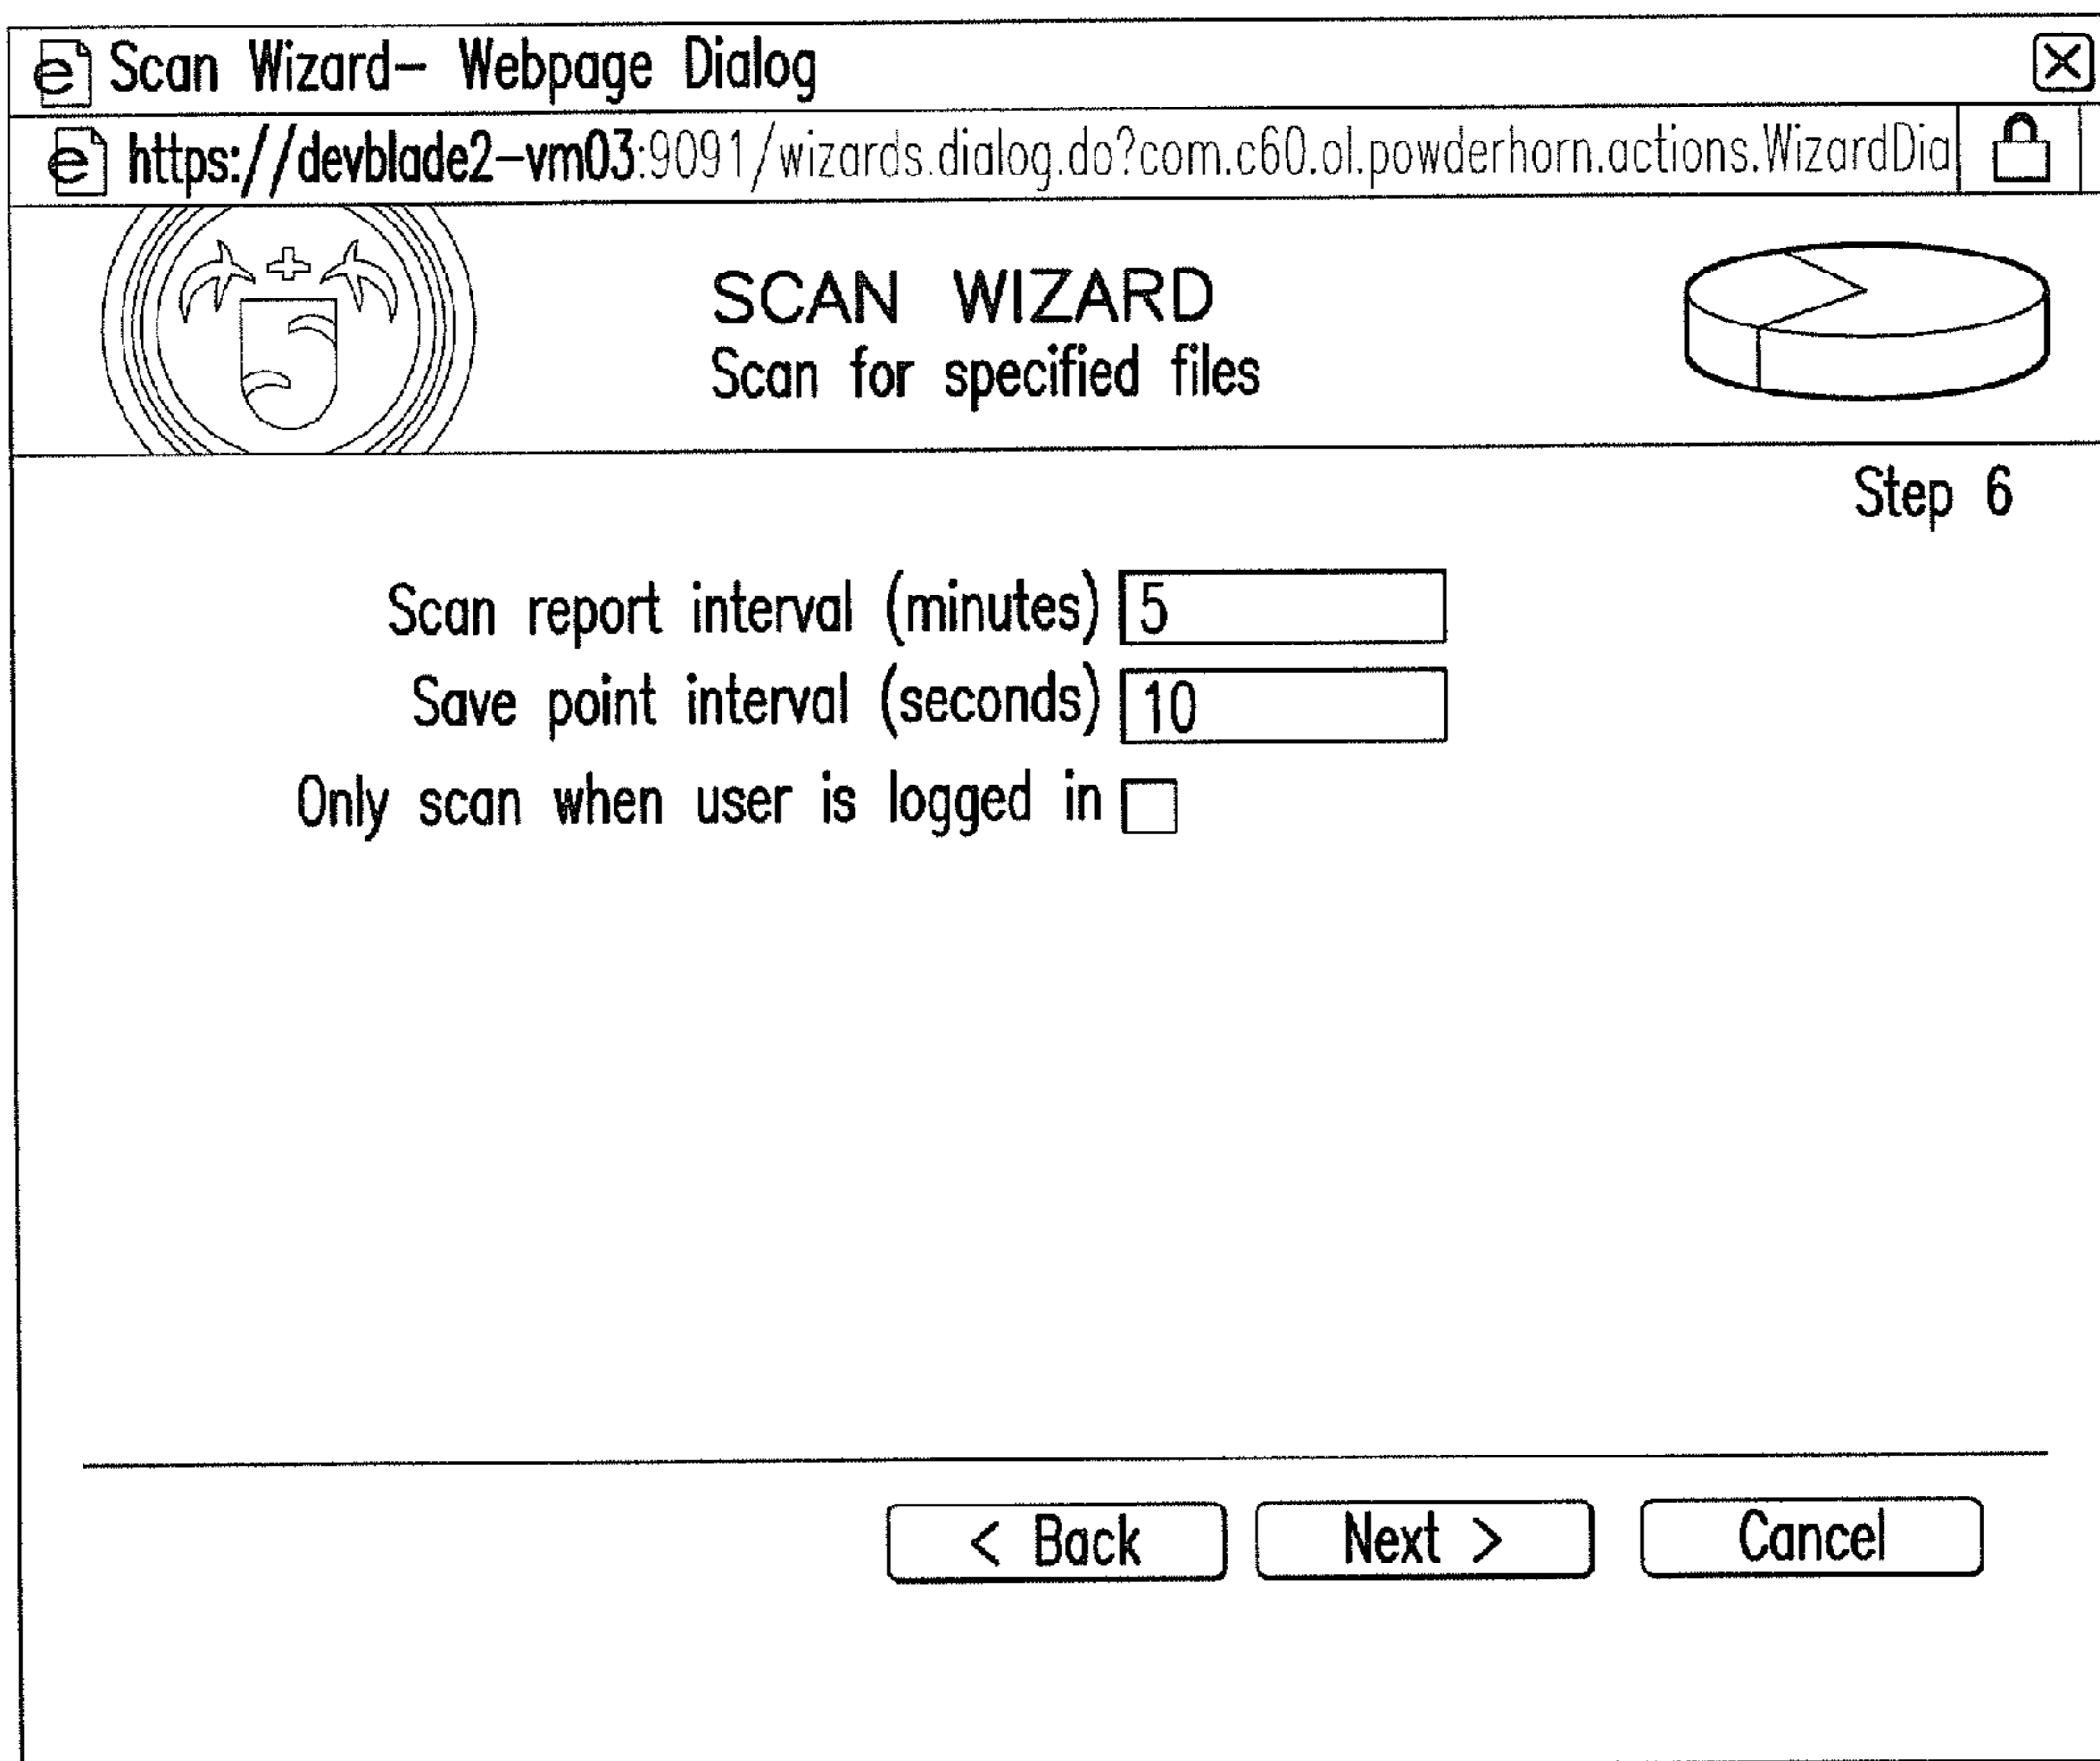 Scan Wizard– Webpage Dialog
https://devblade2–vm03:9091/wizards.dialog.do?com.c60.ol.powderhorn.actions.WizardDia
SCAN WIZARD
Scan for specified files
Step 6
Scan report interval (minutes) 5
Save point interval (seconds) 10
Only scan when user is logged in
< Back Next > Cancel